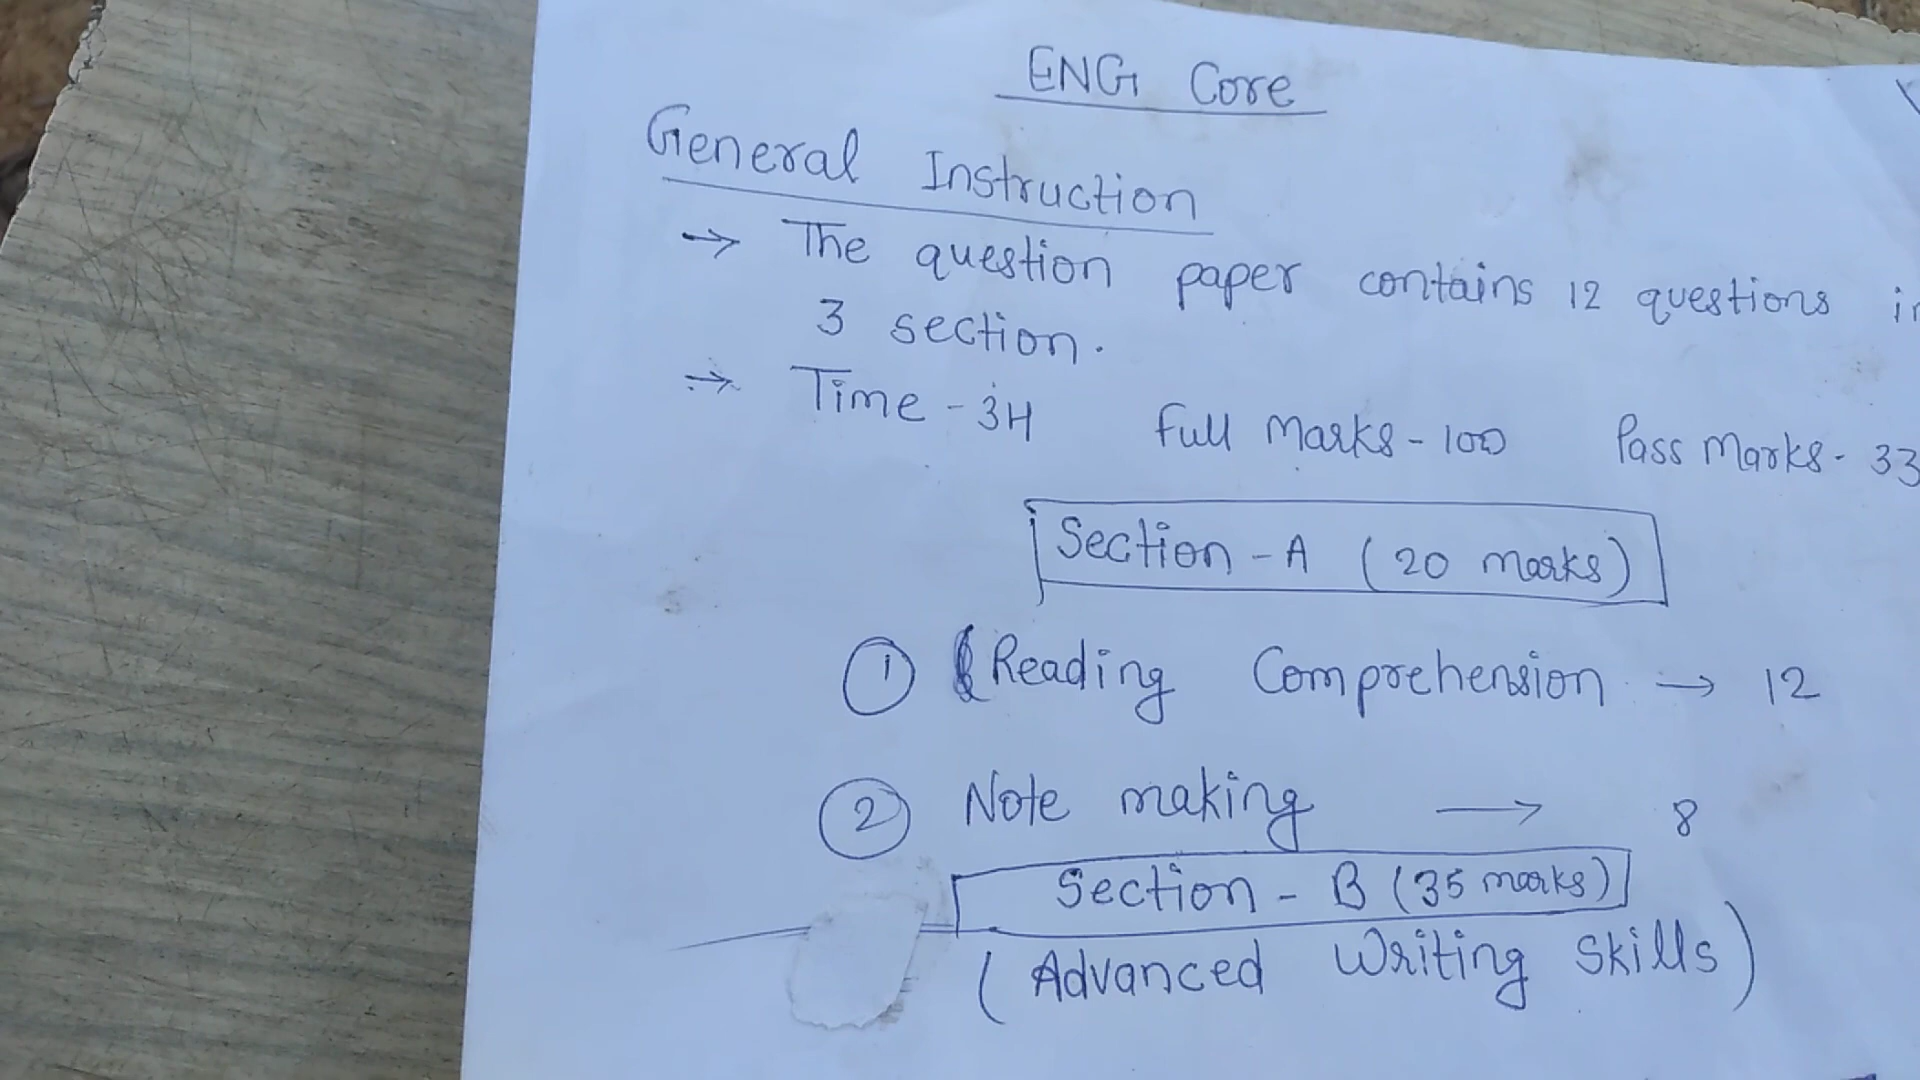 ENG Core
General Instruction
→ The question paper contains 12 questions in
3 section.
→ Time - 3H Full Marks - 100 Pass Marks - 33
Section - A (20 marks)
① Reading Comprehension → 12
② Note making → 8
Section - B (35 marks)
(Advanced Writing Skills)